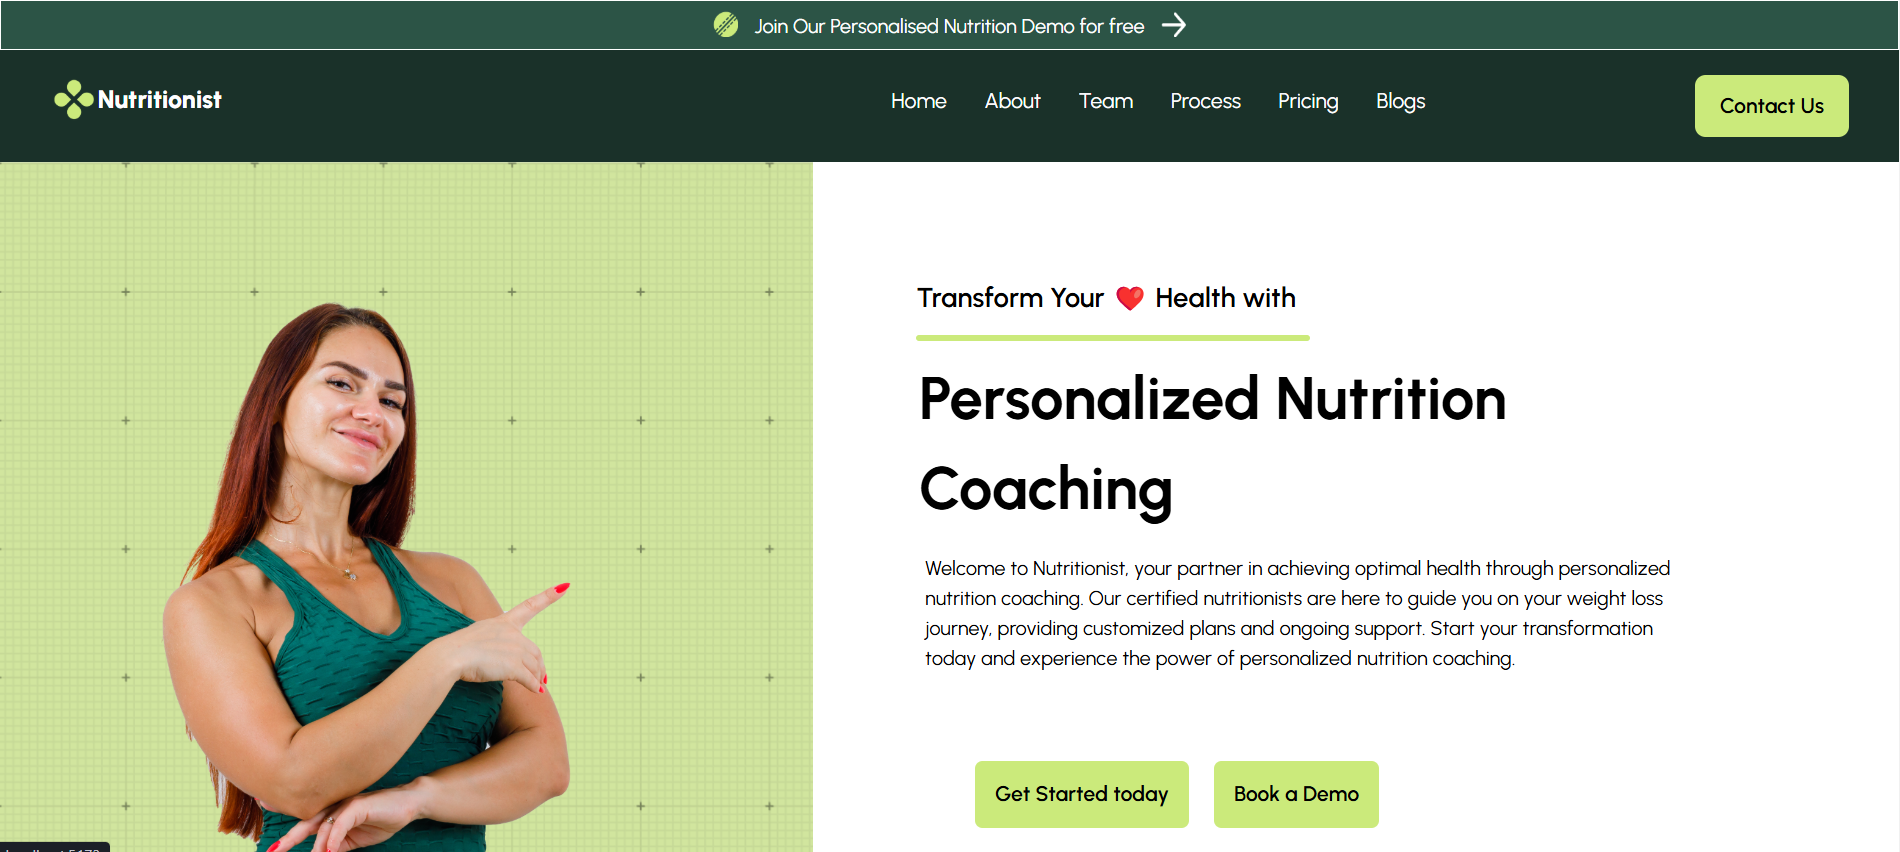 Join Our Personalised Nutrition Demo for free
Nutritionist
Home About Team Process Pricing Blogs
Contact Us
Transform Your ❤️ Health with
Personalized Nutrition
Coaching
Welcome to Nutritionist, your partner in achieving optimal health through personalized
nutrition coaching. Our certified nutritionists are here to guide you on your weight loss
journey, providing customized plans and ongoing support. Start your transformation
today and experience the power of personalized nutrition coaching.
Get Started today
Book a Demo